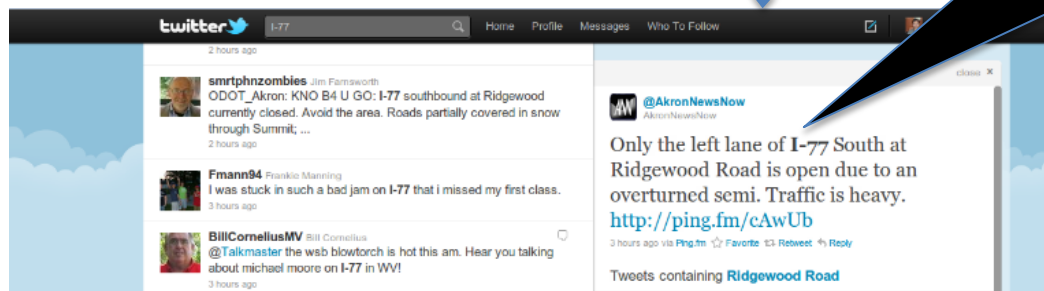 twitter
I-77
Home Profile Messages Who To Follow
2 hours ago
smrtphnzombies Jim Farnsworth
ODOT_Akron: KNO B4 U GO: I-77 southbound at Ridgewood
currently closed. Avoid the area. Roads partially covered in snow
through Summit; ...
2 hours ago
Fmann94 Frankie Manning
I was stuck in such a bad jam on I-77 that i missed my first class.
3 hours ago
BillCorneliusMV Bill Cornelius
@Talkmaster the wsb blowtorch is hot this am. Hear you talking
about michael moore on I-77 in WV!
3 hours ago
close X
@AkronNewsNow
AkronNewsNow
Only the left lane of I-77 South at
Ridgewood Road is open due to an
overturned semi. Traffic is heavy.
http://ping.fm/cAwUb
3 hours ago via Ping.fm Favorite Retweet Reply
Tweets containing Ridgewood Road